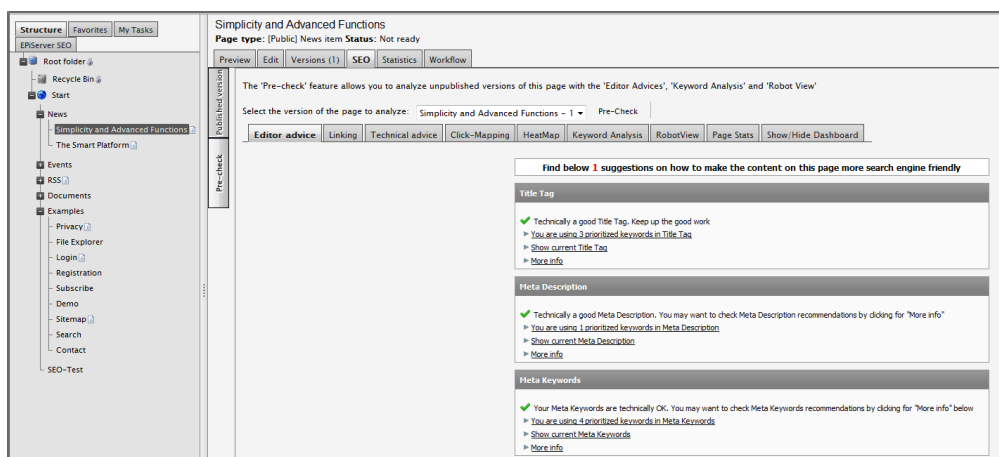 Structure Favorites My Tasks
EPiServer SEO
Root folder
Recycle Bin
Start
News
Simplicity and Advanced Functions
The Smart Platform
Events
RSS
Documents
Examples
Privacy
File Explorer
Login
Registration
Subscribe
Demo
Sitemap
Search
Contact
SEO-Test
Simplicity and Advanced Functions
Page type: [Public] News item Status: Not ready
Preview Edit Versions (1) SEO Statistics Workflow
Published version
Pre-check
The 'Pre-check' feature allows you to analyze unpublished versions of this page with the 'Editor Advices', 'Keyword Analysis' and 'Robot View'
Select the version of the page to analyze: Simplicity and Advanced Functions - 1 Pre-Check
Editor advice Linking Technical advice Click-Mapping HeatMap Keyword Analysis RobotView Page Stats Show/Hide Dashboard
Find below 1 suggestions on how to make the content on this page more search engine friendly
Title Tag
Technically a good Title Tag. Keep up the good work
You are using 3 prioritized keywords in Title Tag
Show current Title Tag
More info
Meta Description
Technically a good Meta Description. You may want to check Meta Description recommendations by clicking for "More info"
You are using 1 prioritized keywords in Meta Description
Show current Meta Description
More info
Meta Keywords
Your Meta Keywords are technically OK. You may want to check Meta Keywords recommendations by clicking for "More info" below
You are using 4 prioritized keywords in Meta Keywords
Show current Meta Keywords
More info